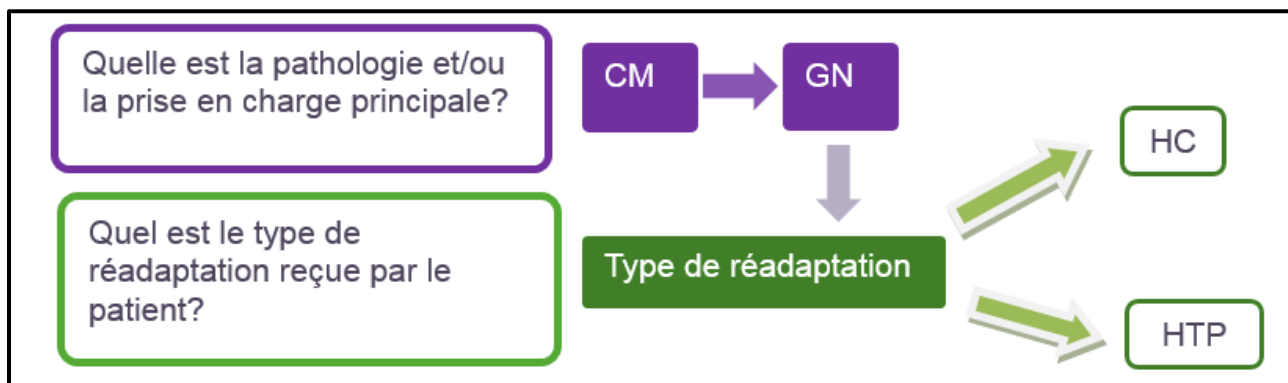 Quelle est la pathologie et/ou
la prise en charge principale?
CM
GN
HC
Quel est le type de
réadaptation reçue par le
patient?
Type de réadaptation
HTP